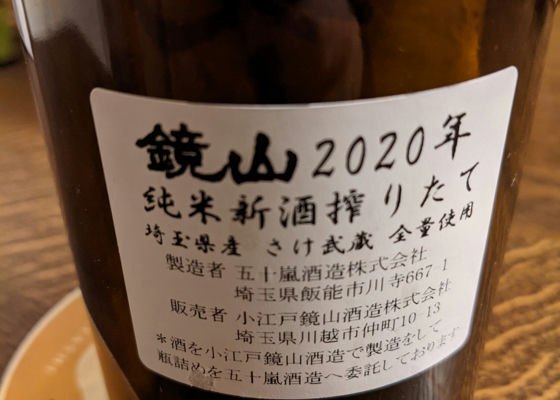 鏡山 2020年
純米新酒搾りたて
埼玉県産 さけ武蔵 全量使用
製造者 五十嵐酒造株式会社
埼玉県飯能市川寺667-1
販売者 小江戸鏡山酒造株式会社
埼玉県川越市仲町10-13
*酒を小江戸鏡山酒造で製造をして
瓶詰めを五十嵐酒造へ委託しております